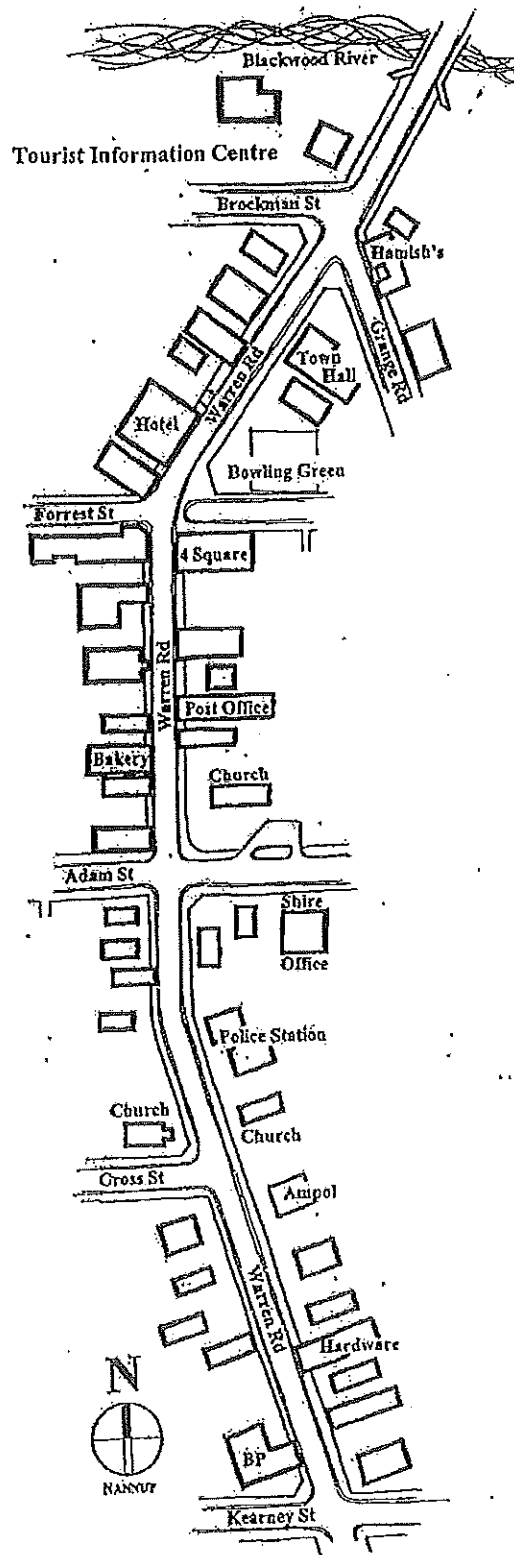 Blackwood River
Tourist Information Centre
Brockman St
Hamish's
Grange Rd
Town
Hall
Warren Rd
Hotel
Bowling Green
Forrest St
4 Square
Warren Rd
Post Office
Bakery
Church
Adam St
Shire
Office
Police Station
Church
Church
Cross St
Ampol
Warren Rd
Hardware
N
NANNUP
BP
Kearney St